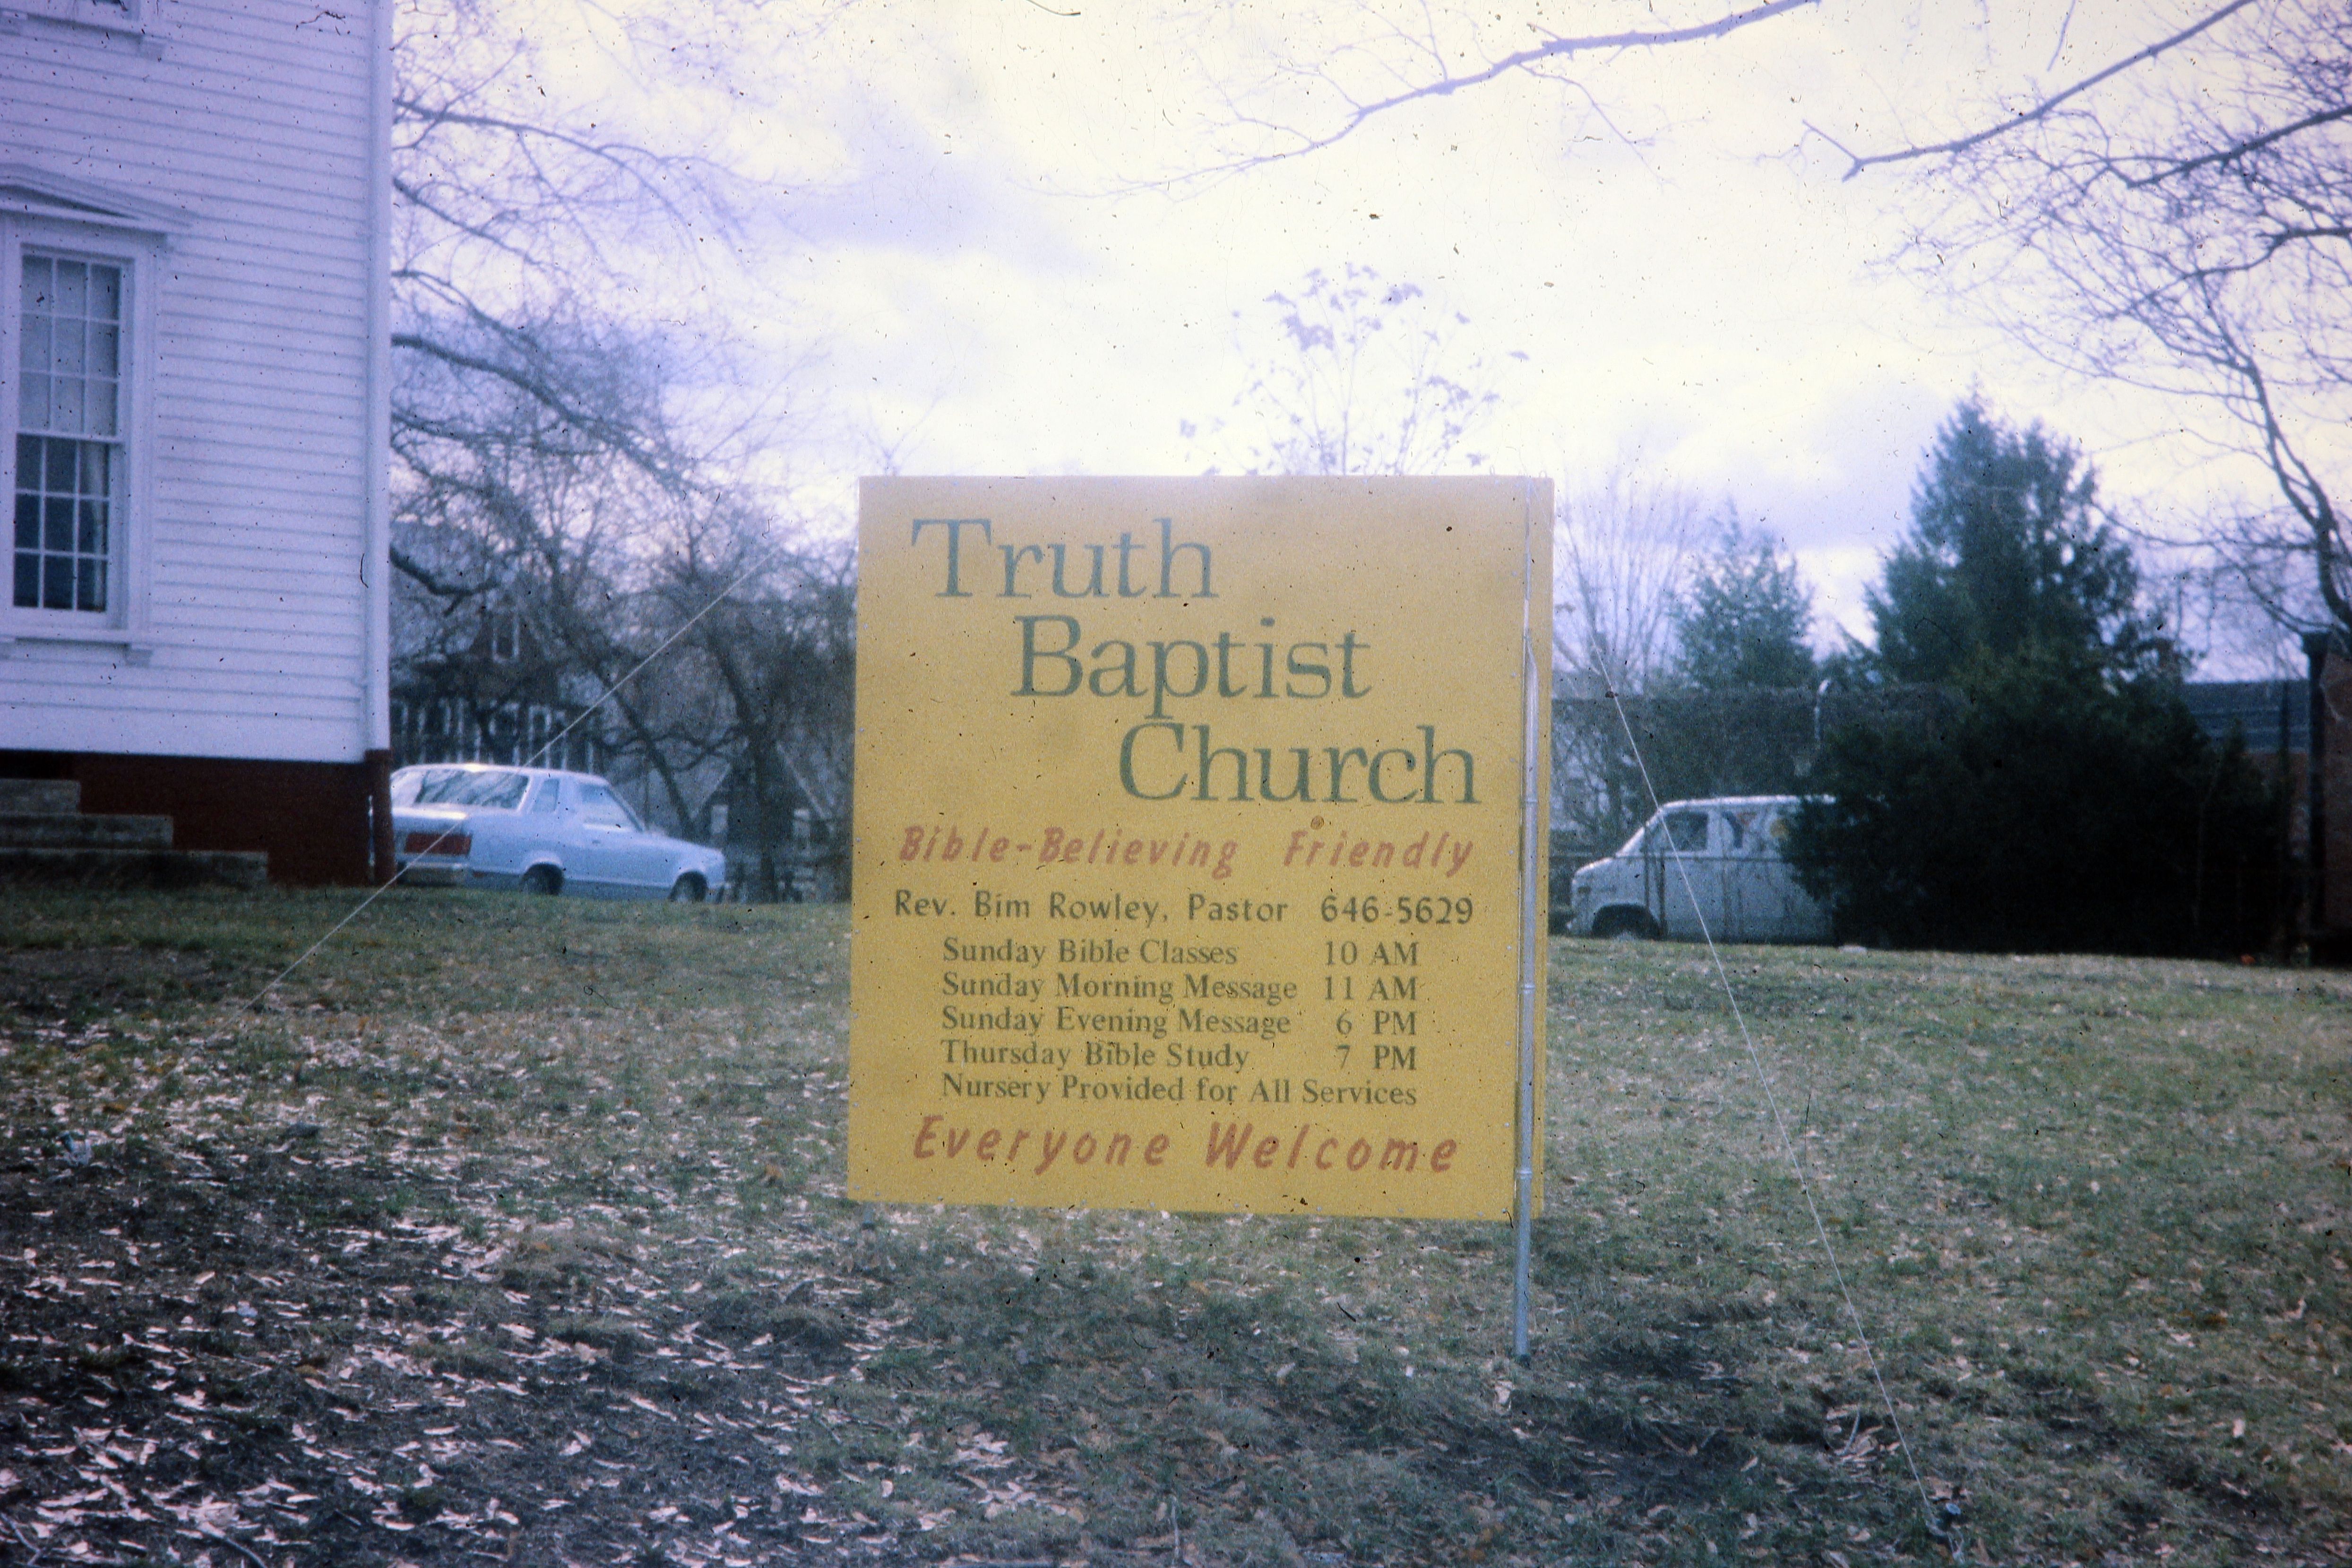 Truth
Baptist
Church
Bible-Believing Friendly
Rev. Bim Rowley, Pastor 646-5629
Sunday Bible Classes 10 AM
Sunday Morning Message 11 AM
Sunday Evening Message 6 PM
Thursday Bible Study 7 PM
Nursery Provided for All Services
Everyone Welcome